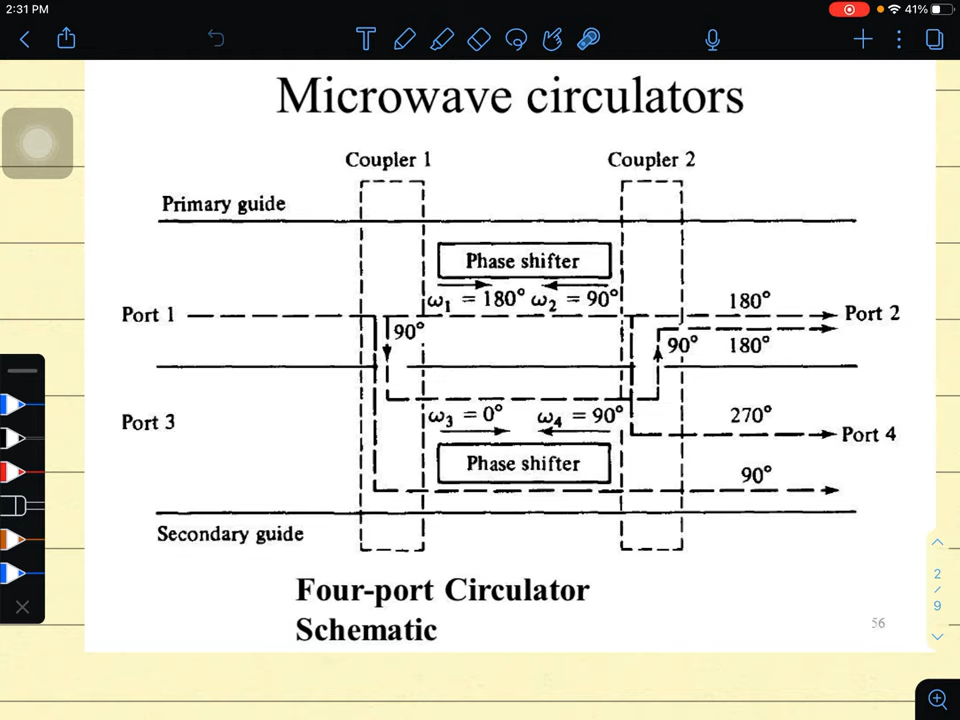 2:31 PM
41%
Microwave circulators
Coupler 1
Coupler 2
Primary guide
Phase shifter
ω₁ = 180° ω₂ = 90°
180°
Port 1
Port 2
90°
90°
180°
ω₃ = 0°
ω₄ = 90°
270°
Port 3
Port 4
Phase shifter
90°
Secondary guide
Four-port Circulator
Schematic
56
2
/
9